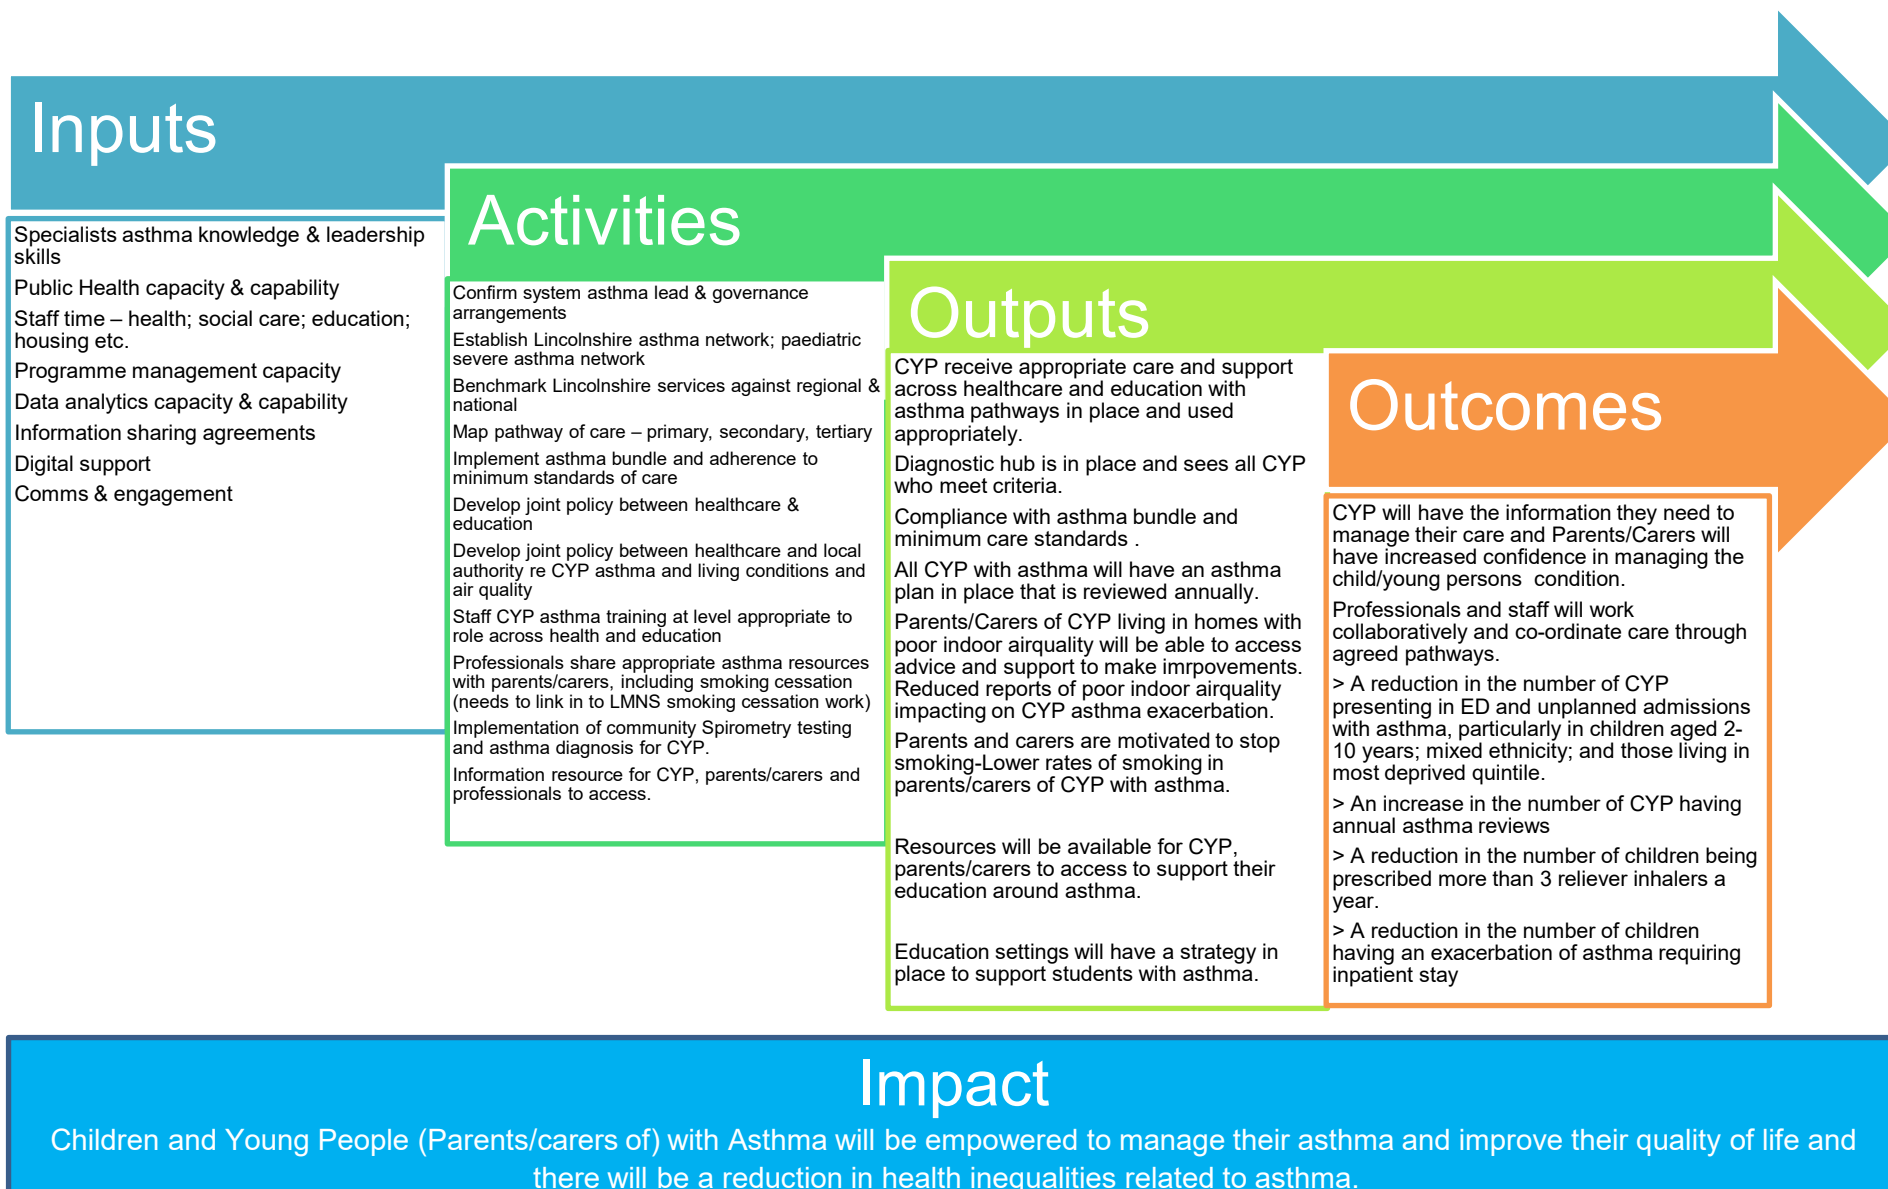 Inputs
Specialists asthma knowledge & leadership
skills
Public Health capacity & capability
Staff time – health; social care; education;
housing etc.
Programme management capacity
Data analytics capacity & capability
Information sharing agreements
Digital support
Comms & engagement
Activities
Confirm system asthma lead & governance
arrangements
Establish Lincolnshire asthma network; paediatric
severe asthma network
Benchmark Lincolnshire services against regional &
national
Map pathway of care – primary, secondary, tertiary
Implement asthma bundle and adherence to
minimum standards of care
Develop joint policy between healthcare &
education
Develop joint policy between healthcare and local
authority re CYP asthma and living conditions and
air quality
Staff CYP asthma training at level appropriate to
role across health and education
Professionals share appropriate asthma resources
with parents/carers, including smoking cessation
(needs to link in to LMNS smoking cessation work)
Implementation of community Spirometry testing
and asthma diagnosis for CYP.
Information resource for CYP, parents/carers and
professionals to access.
Outputs
CYP receive appropriate care and support
across healthcare and education with
asthma pathways in place and used
appropriately.
Diagnostic hub is in place and sees all CYP
who meet criteria.
Compliance with asthma bundle and
minimum care standards .
All CYP with asthma will have an asthma
plan in place that is reviewed annually.
Parents/Carers of CYP living in homes with
poor indoor airquality will be able to access
advice and support to make imrpovements.
Reduced reports of poor indoor airquality
impacting on CYP asthma exacerbation.
Parents and carers are motivated to stop
smoking-Lower rates of smoking in
parents/carers of CYP with asthma.
Resources will be available for CYP,
parents/carers to access to support their
education around asthma.
Education settings will have a strategy in
place to support students with asthma.
Outcomes
CYP will have the information they need to
manage their care and Parents/Carers will
have increased confidence in managing the
child/young persons condition.
Professionals and staff will work
collaboratively and co-ordinate care through
agreed pathways.
> A reduction in the number of CYP
presenting in ED and unplanned admissions
with asthma, particularly in children aged 2-
10 years; mixed ethnicity; and those living in
most deprived quintile.
> An increase in the number of CYP having
annual asthma reviews
> A reduction in the number of children being
prescribed more than 3 reliever inhalers a
year.
> A reduction in the number of children
having an exacerbation of asthma requiring
inpatient stay
Impact
Children and Young People (Parents/carers of) with Asthma will be empowered to manage their asthma and improve their quality of life and
there will be a reduction in health inequalities related to asthma.